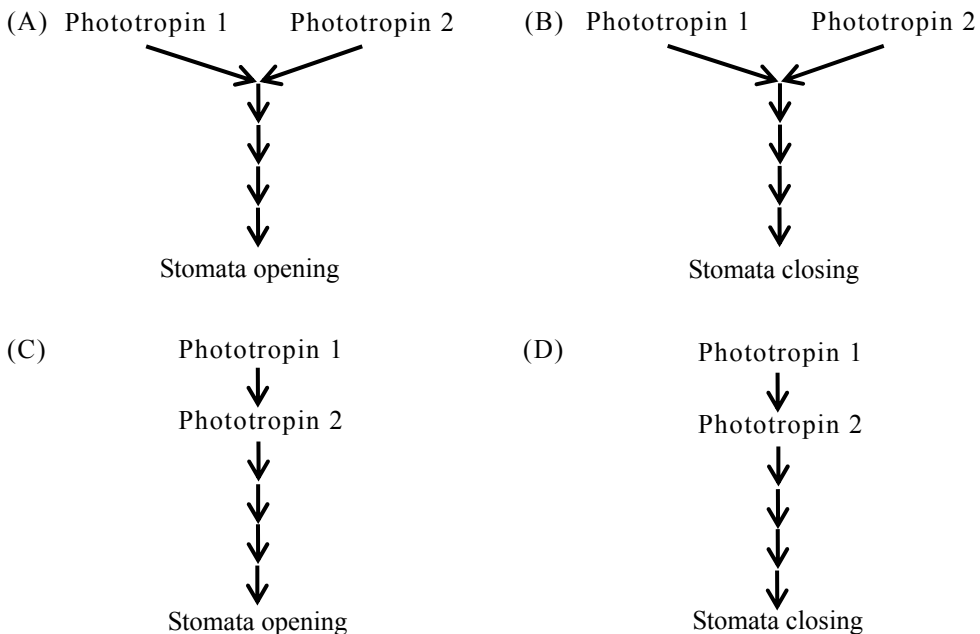 (A) Phototropin 1 Phototropin 2
Stomata opening
(B) Phototropin 1 Phototropin 2
Stomata closing
(C) Phototropin 1
Phototropin 2
Stomata opening
(D) Phototropin 1
Phototropin 2
Stomata closing